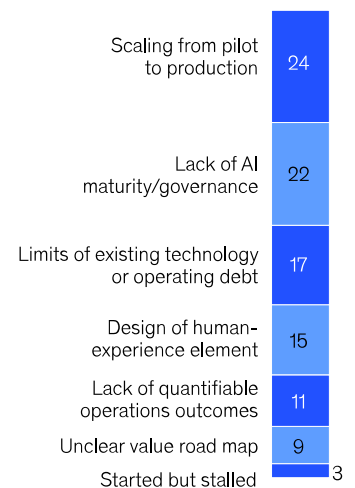 Scaling from pilot
to production
24
Lack of AI
maturity/governance
22
Limits of existing technology
or operating debt
17
Design of human-
experience element
15
Lack of quantifiable
operations outcomes
11
Unclear value road map
9
Started but stalled
3